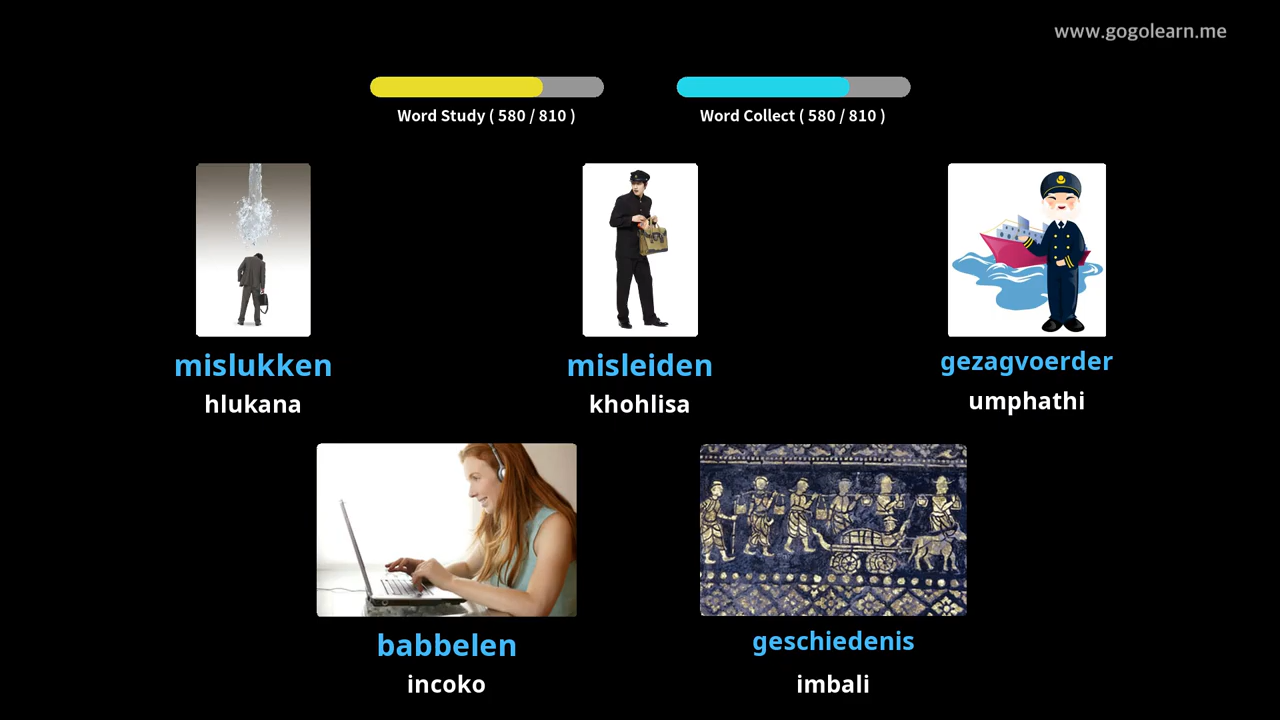 www.gogolearn.me
Word Study ( 580 / 810 )
Word Collect ( 580 / 810 )
mislukken
hlukana
misleiden
khohlisa
gezagvoerder
umphathi
babbelen
incoko
geschiedenis
imbali